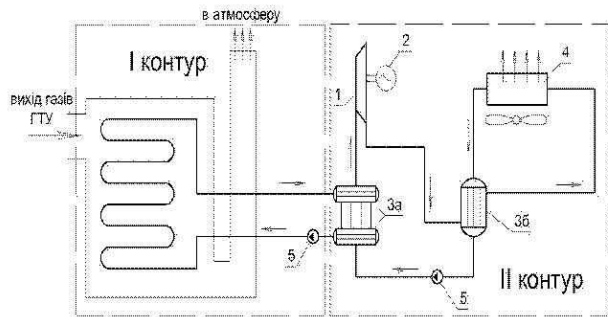 в атмосферу
I контур
вихід газів
ГТУ
2
4
1
3а
3б
5
5
II контур